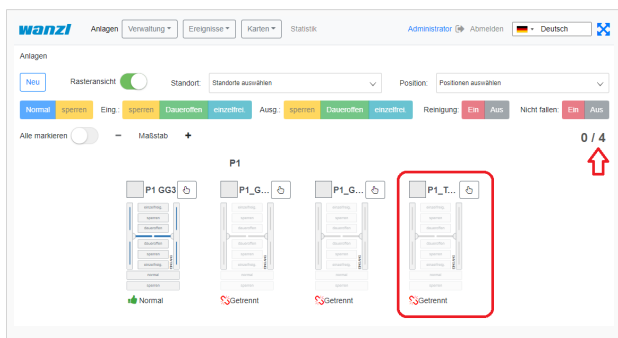 wanzl Anlagen Verwaltung Ereignisse Karten Statistik Administrator Abmelden Deutsch
Anlagen
Neu Rasteransicht Standort: Standorte auswählen Position: Positionen auswählen
Normal sperren Eing.: sperren Daueroffen einzelfrei Ausg.: sperren Daueroffen einzelfrei Reinigung: Ein Aus Nicht fallen: Ein Aus
Alle markieren − Maßstab + 0 / 4
P1
P1 GG3 P1_G... P1_G... P1_T...
Normal Getrennt Getrennt Getrennt